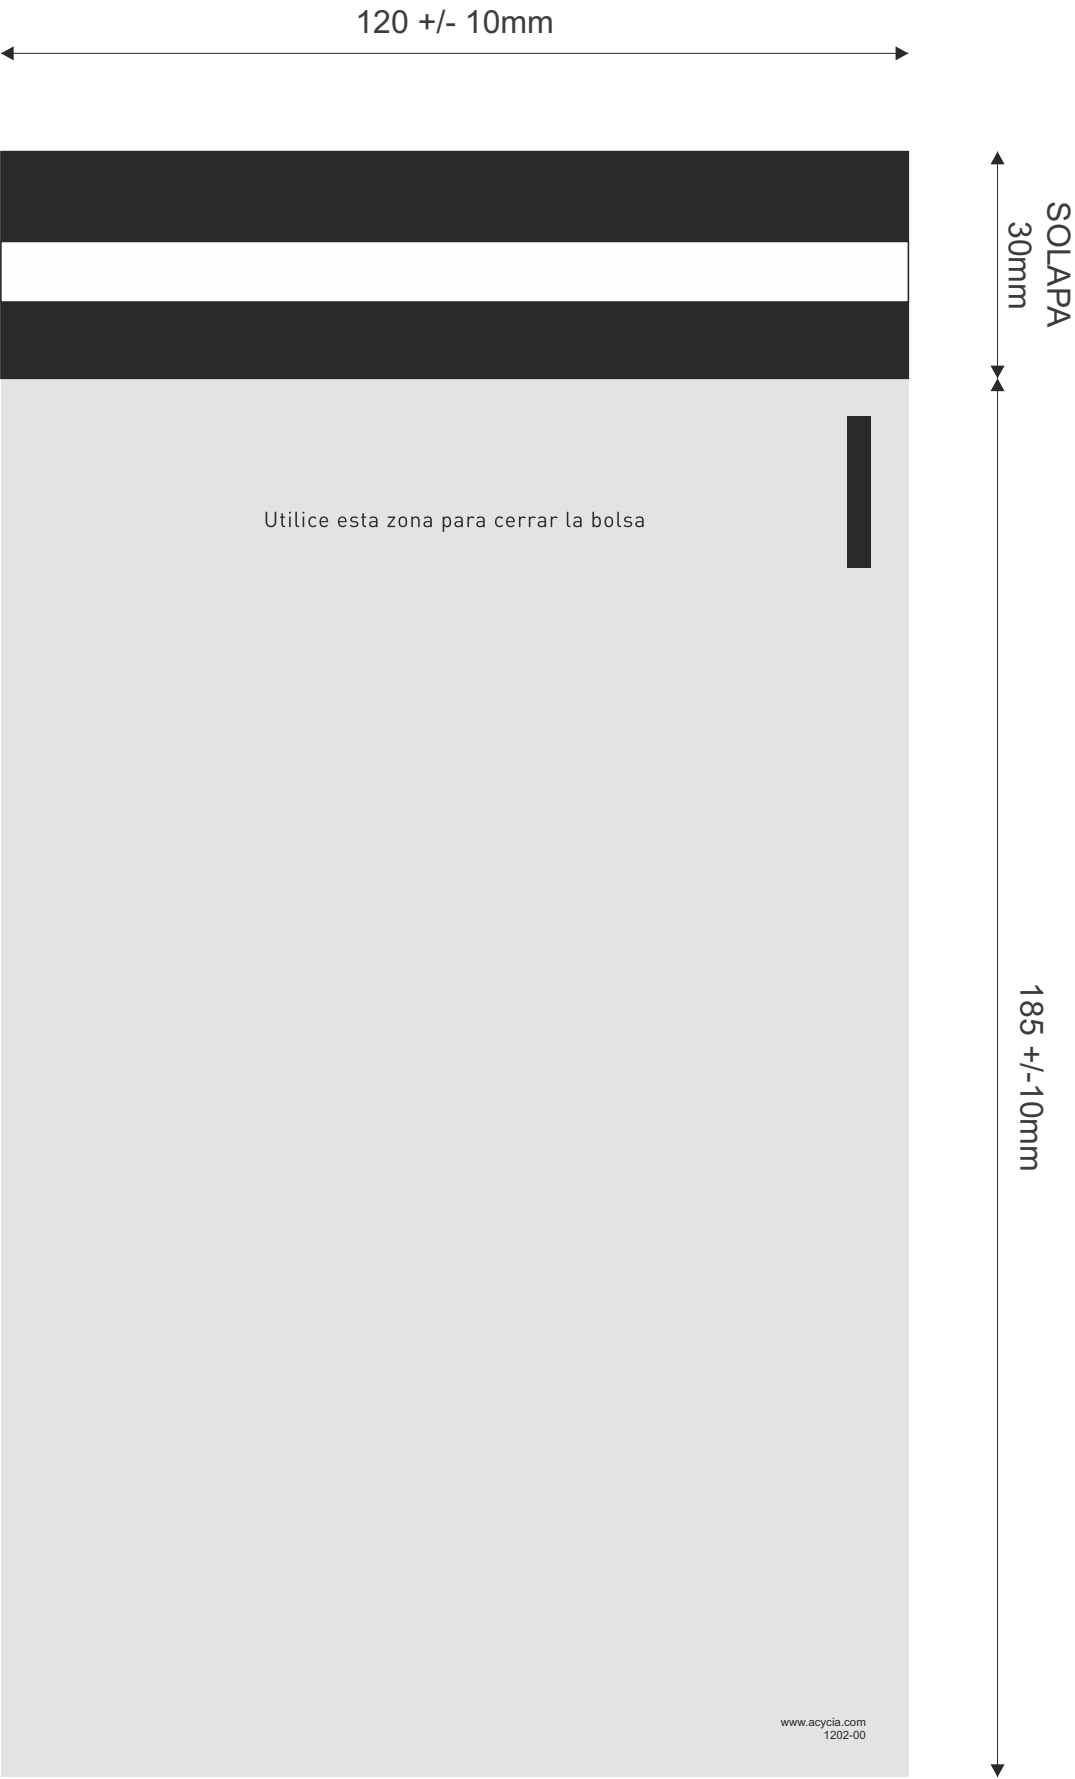 120 +/- 10mm
SOLAPA
30mm
Utilice esta zona para cerrar la bolsa
185 +/-10mm
www.acycia.com
1202-00